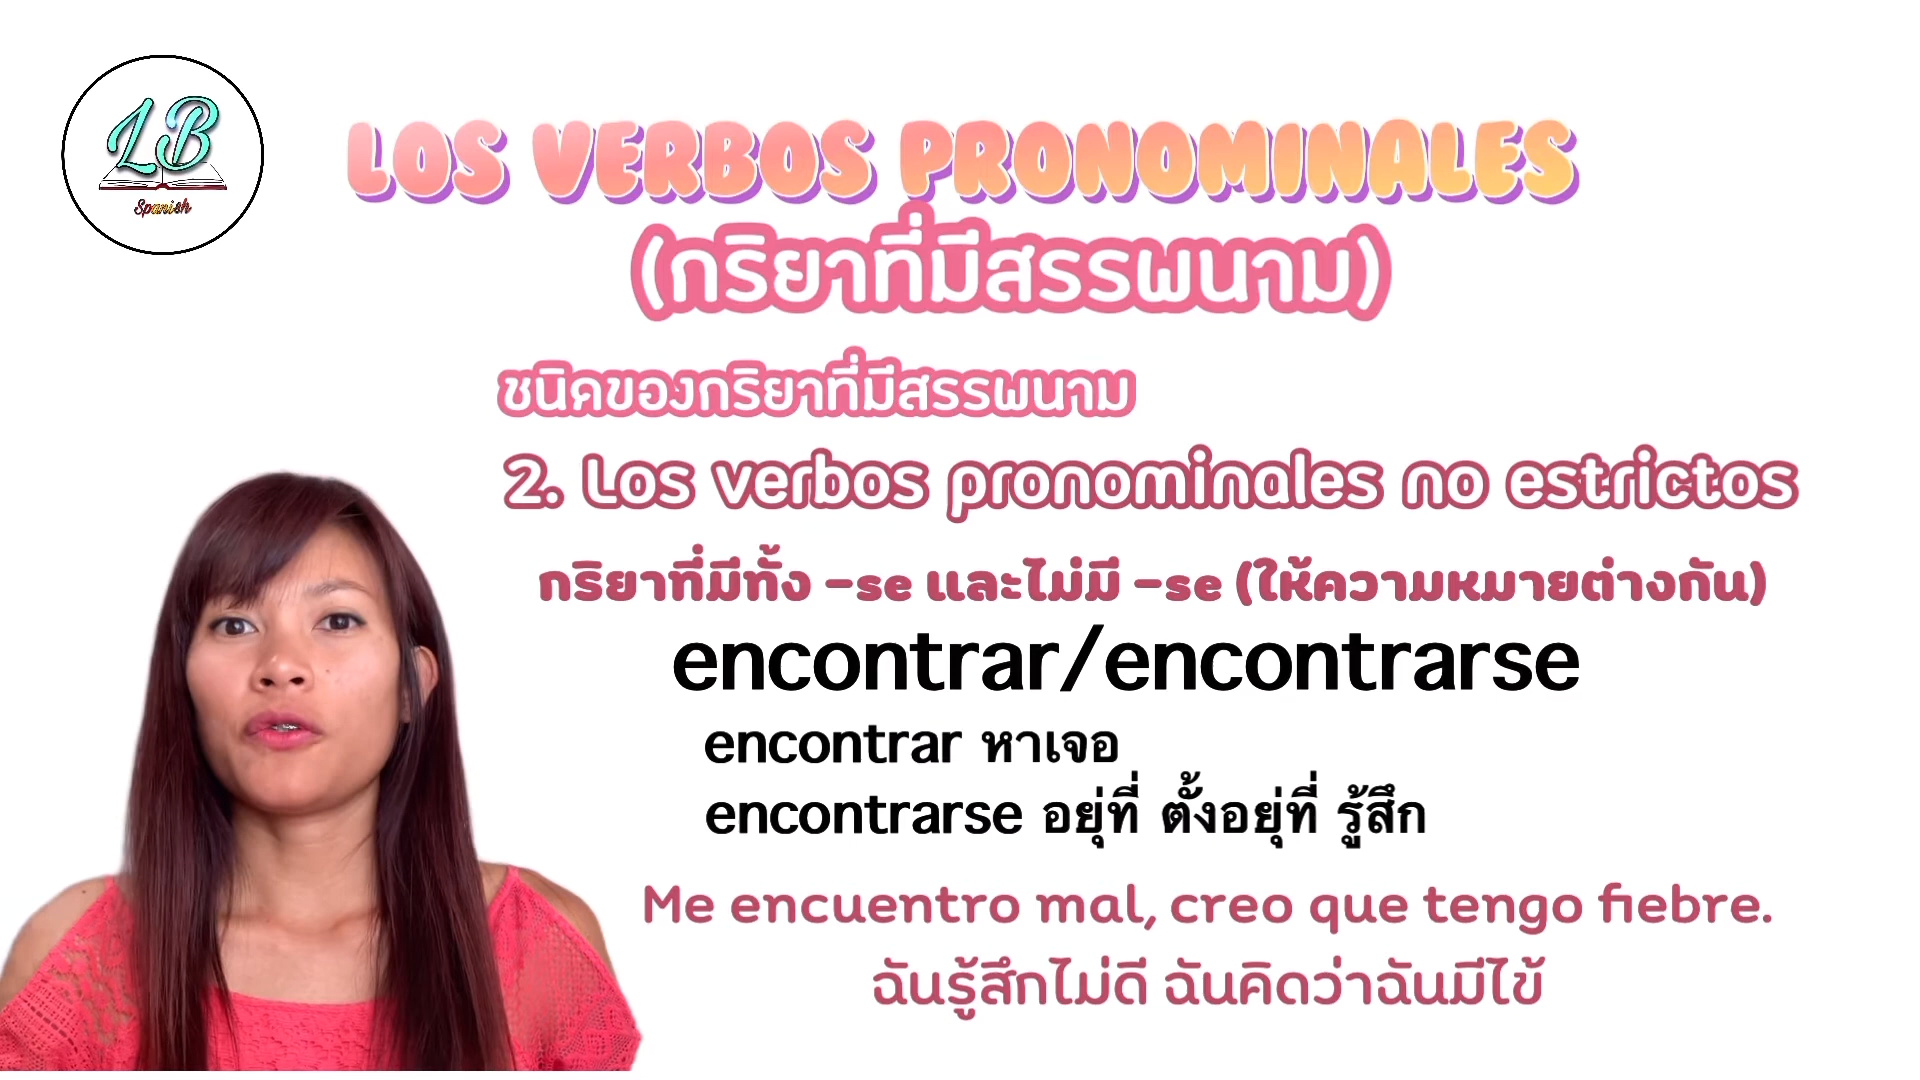 LB
Spanish
LOS VERBOS PRONOMINALES
(กริยาที่มีสรรพนาม)
ชนิดของกริยาที่มีสรรพนาม
2. Los verbos pronominales no estrictos
กริยาที่มีทั้ง -se และไม่มี -se (ให้ความหมายต่างกัน)
encontrar/encontrarse
encontrar หาเจอ
encontrarse อยุ่ที่ ตั้งอยุ่ที่ รู้สึก
Me encuentro mal, creo que tengo fiebre.
ฉันรู้สึกไม่ดี ฉันคิดว่าฉันมีไข้